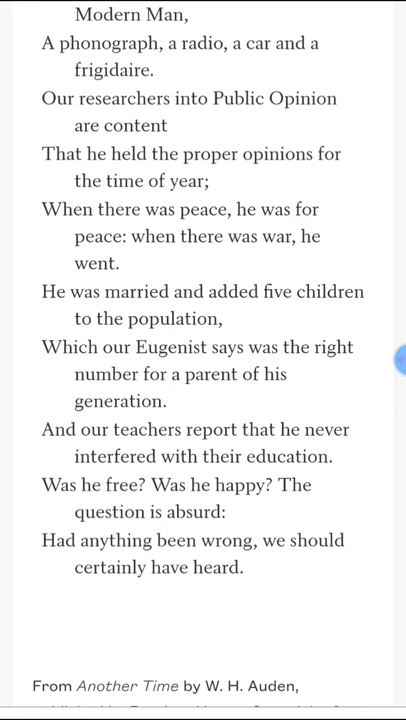 Modern Man,
A phonograph, a radio, a car and a
frigidaire.
Our researchers into Public Opinion
are content
That he held the proper opinions for
the time of year;
When there was peace, he was for
peace: when there was war, he
went.
He was married and added five children
to the population,
Which our Eugenist says was the right
number for a parent of his
generation.
And our teachers report that he never
interfered with their education.
Was he free? Was he happy? The
question is absurd:
Had anything been wrong, we should
certainly have heard.
From Another Time by W. H. Auden,